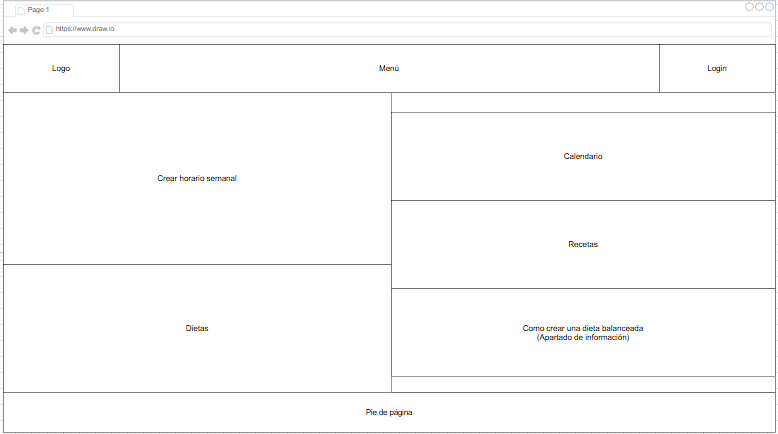 Page 1
https://www.draw.io
Logo
Menú
Login
Crear horario semanal
Calendario
Recetas
Dietas
Como crear una dieta balanceada
(Apartado de información)
Pie de página